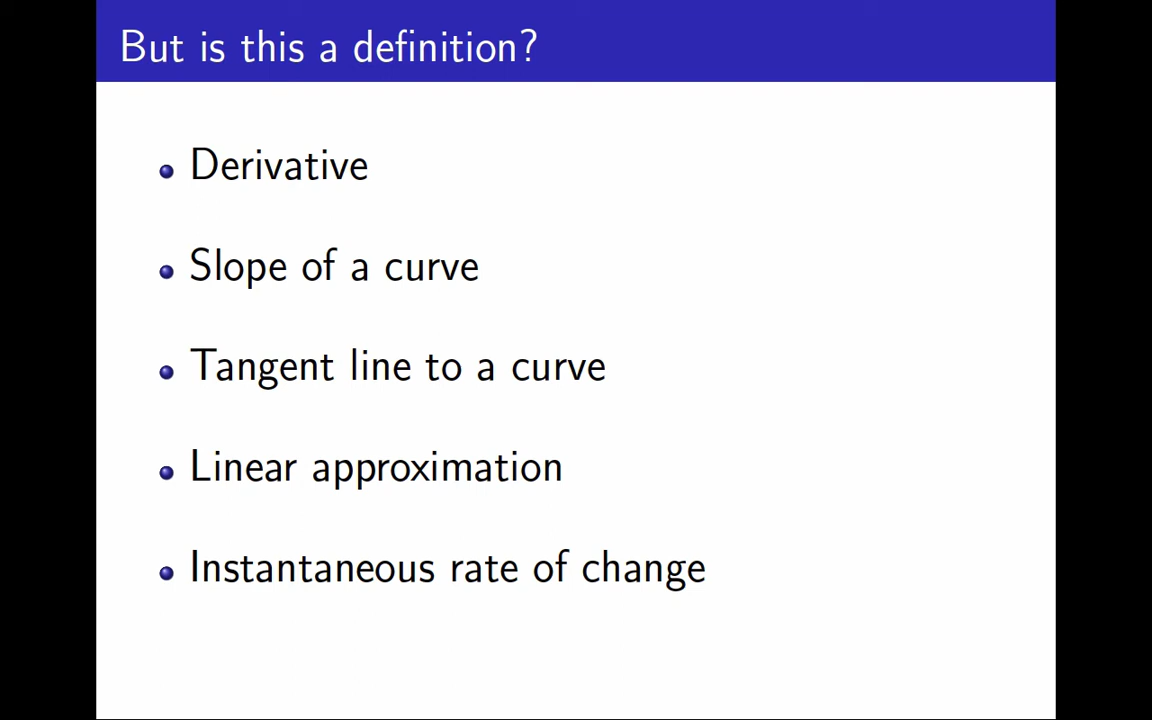 But is this a definition?
Derivative
Slope of a curve
Tangent line to a curve
Linear approximation
Instantaneous rate of change